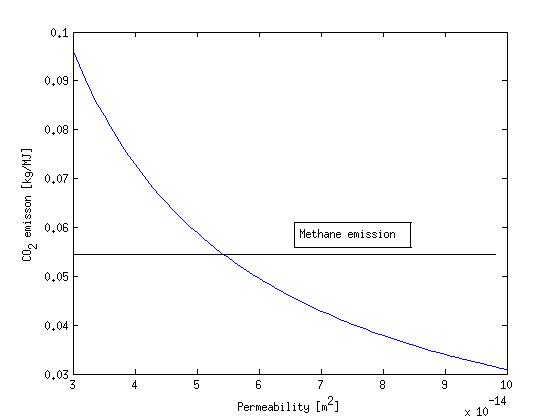 0.1
0.09
0.08
0.07
0.06
0.05
0.04
0.03
CO2 emisson [kg/MJ]
Methane emission
3 4 5 6 7 8 9 10
Permeability [m2]
x 10-14